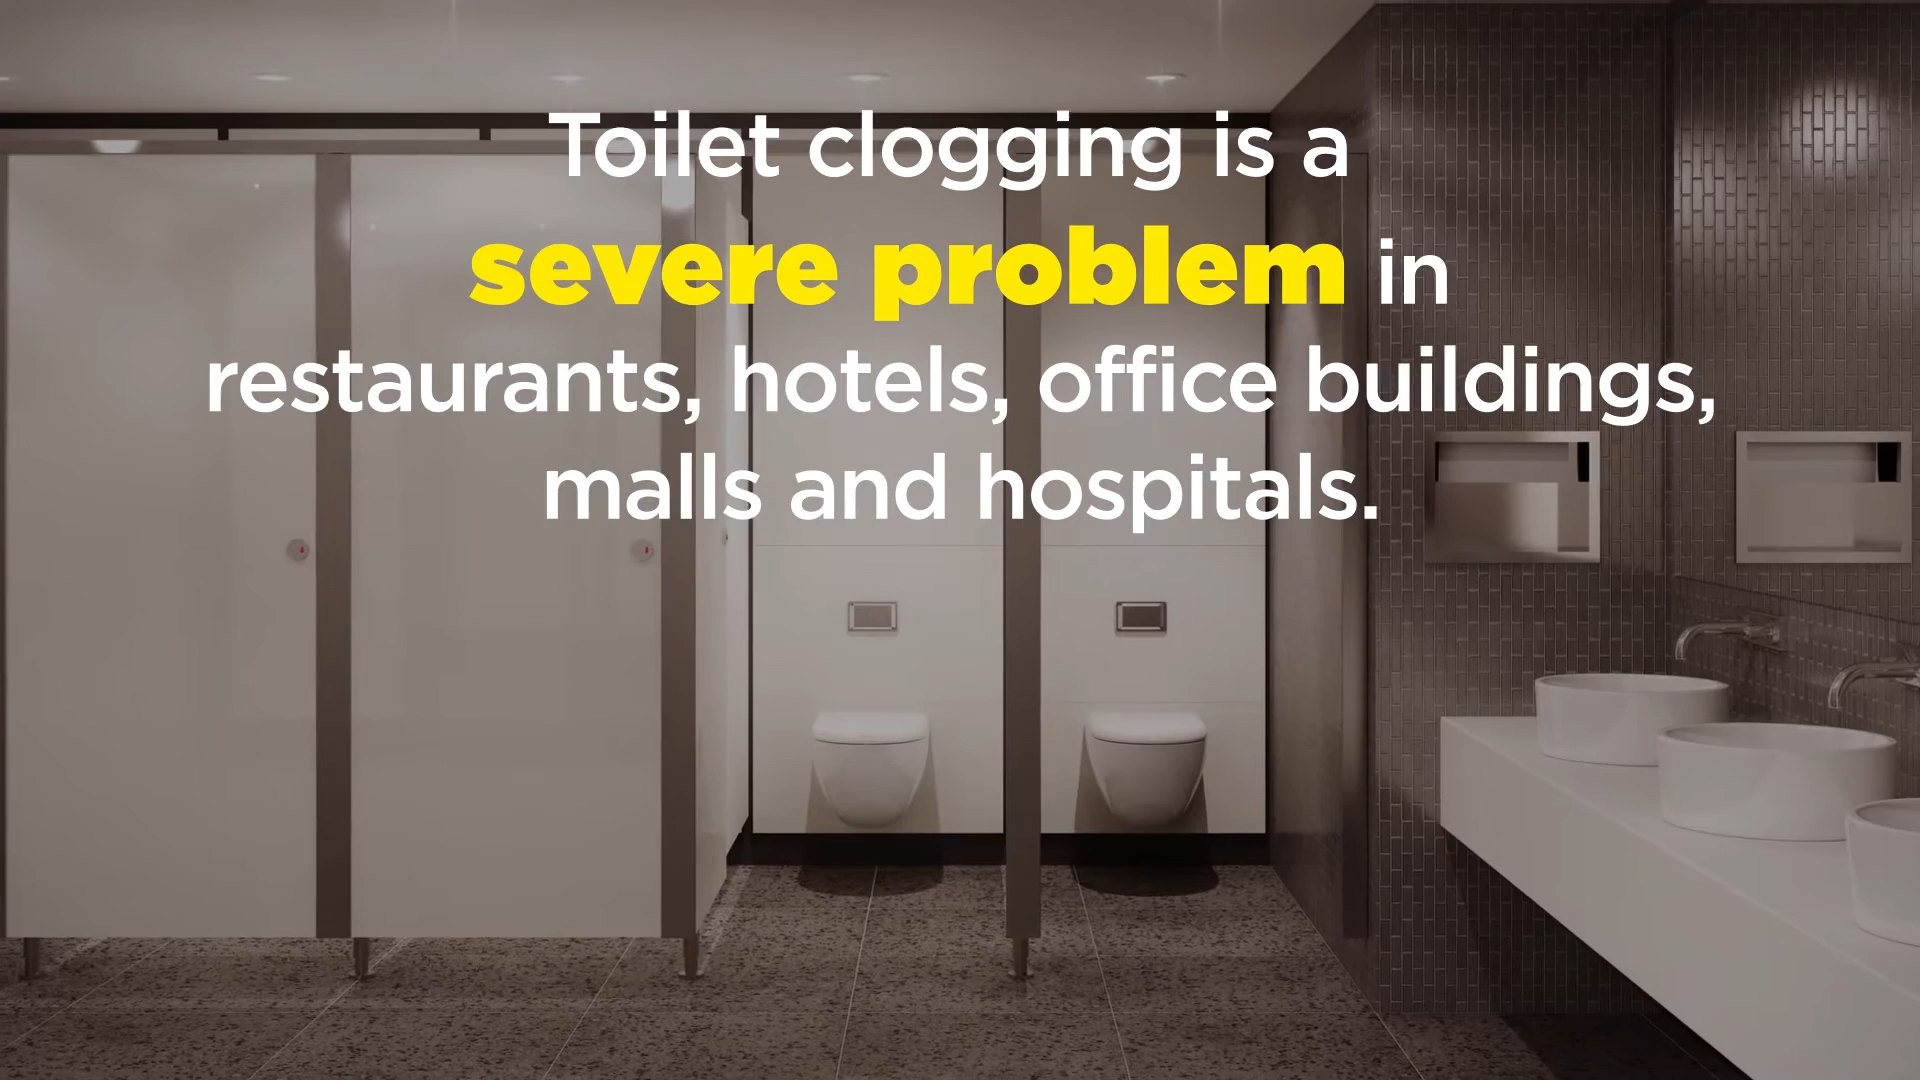 Toilet clogging is a
severe problem in
restaurants, hotels, office buildings,
malls and hospitals.